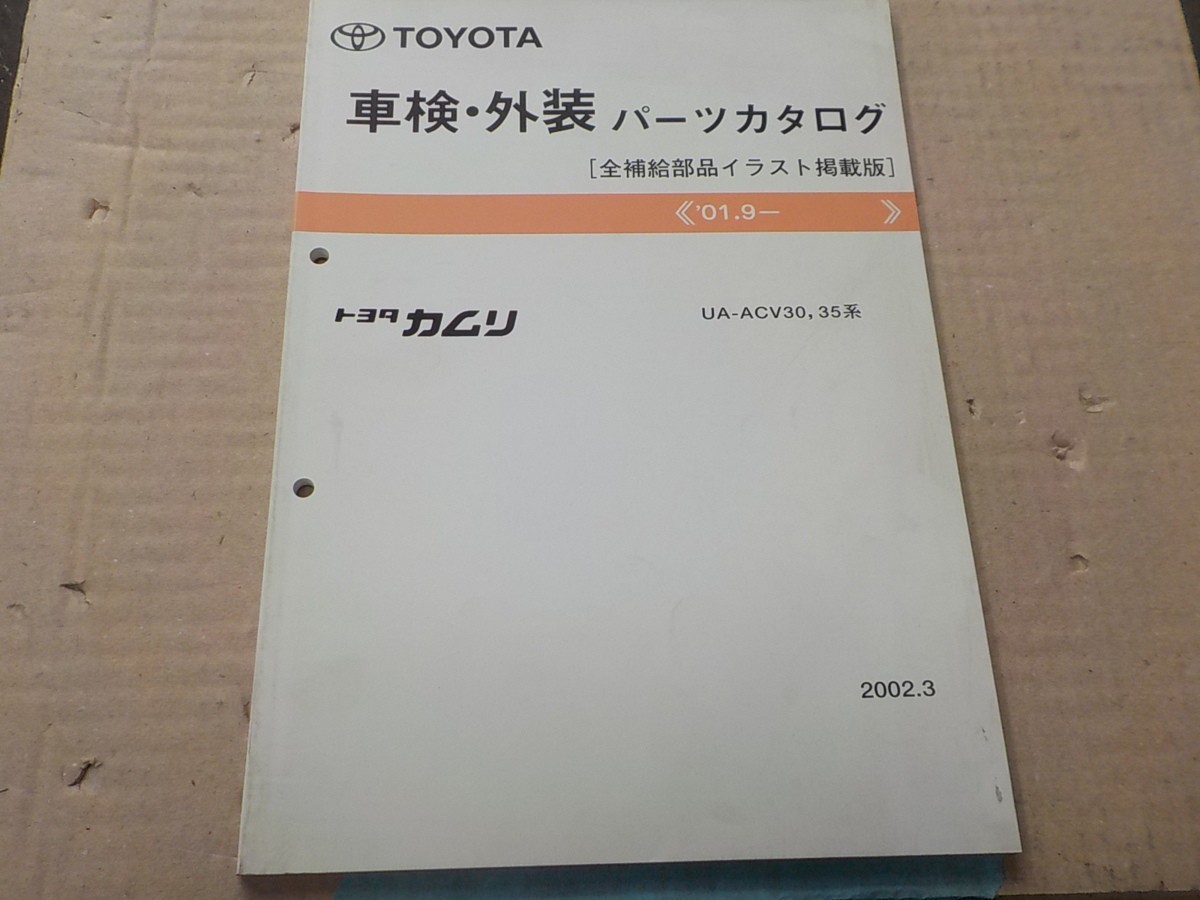 TOYOTA
車検・外装 パーツカタログ
[全補給部品イラスト掲載版]
《'01.9− 》
トヨタ カムリ
UA-ACV30, 35系
2002.3